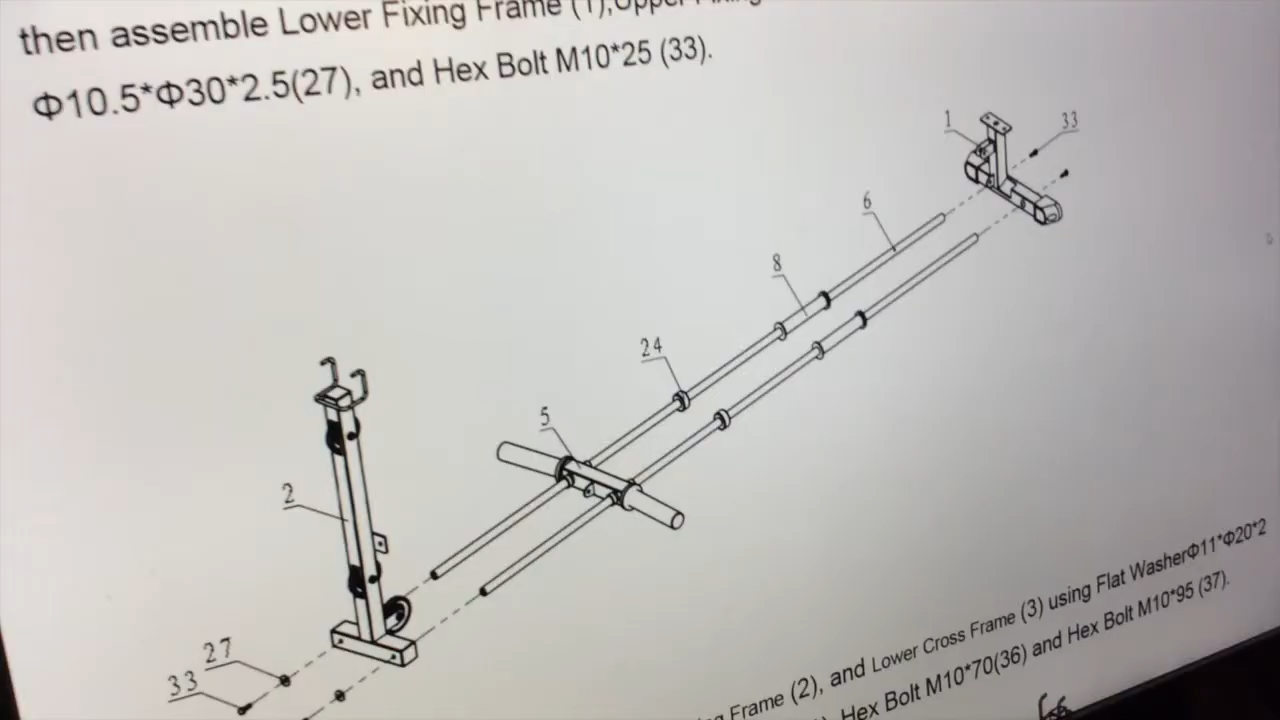 then assemble Lower Fixing Frame (1),Upper
Φ10.5*Φ30*2.5(27), and Hex Bolt M10*25 (33).
1
33
6
8
24
5
2
27
33
Frame (2), and Lower Cross Frame (3) using Flat WasherΦ11*Φ20*2
Hex Bolt M10*70(36) and Hex Bolt M10*95 (37).